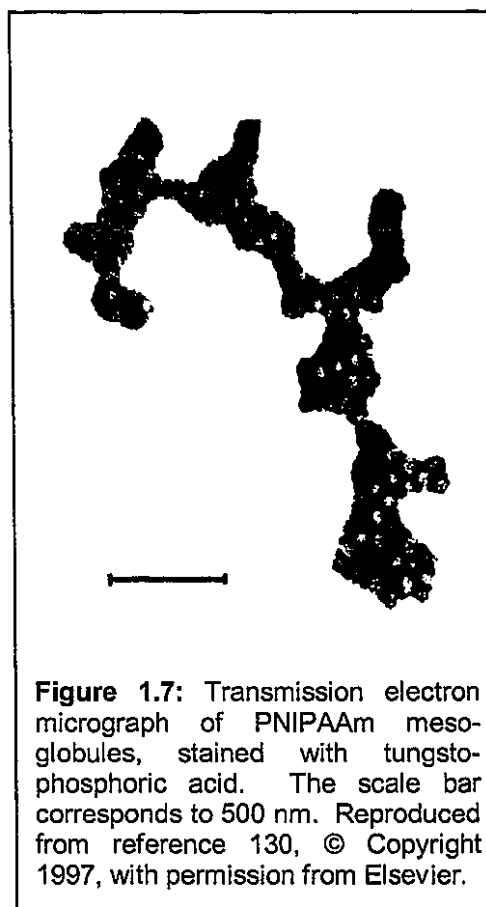 Figure 1.7: Transmission electron
micrograph of PNIPAAm meso-
globules, stained with tungsto-
phosphoric acid. The scale bar
corresponds to 500 nm. Reproduced
from reference 130, © Copyright
1997, with permission from Elsevier.